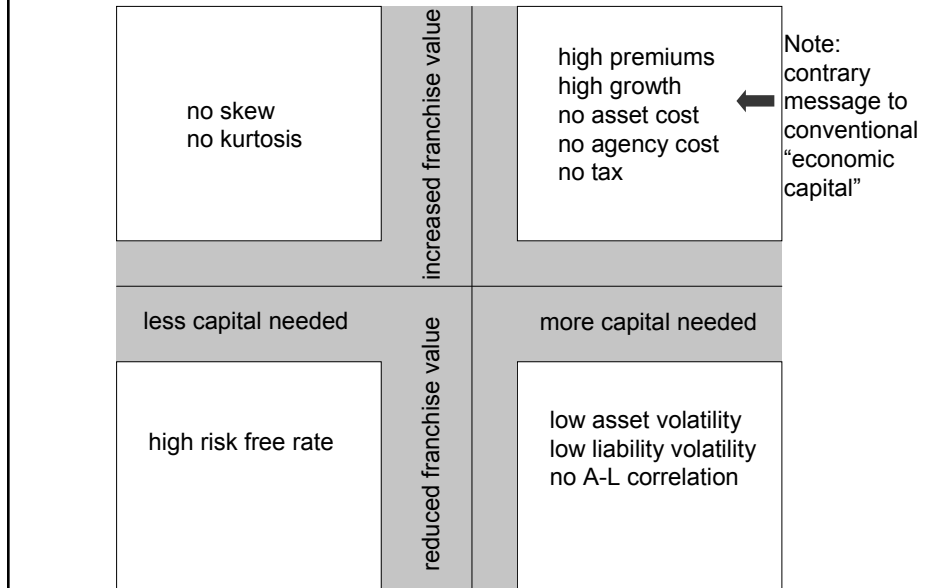 increased franchise value
no skew
no kurtosis
high premiums
high growth
no asset cost
no agency cost
no tax
Note:
contrary
message to
conventional
“economic
capital”
less capital needed
more capital needed
reduced franchise value
high risk free rate
low asset volatility
low liability volatility
no A-L correlation